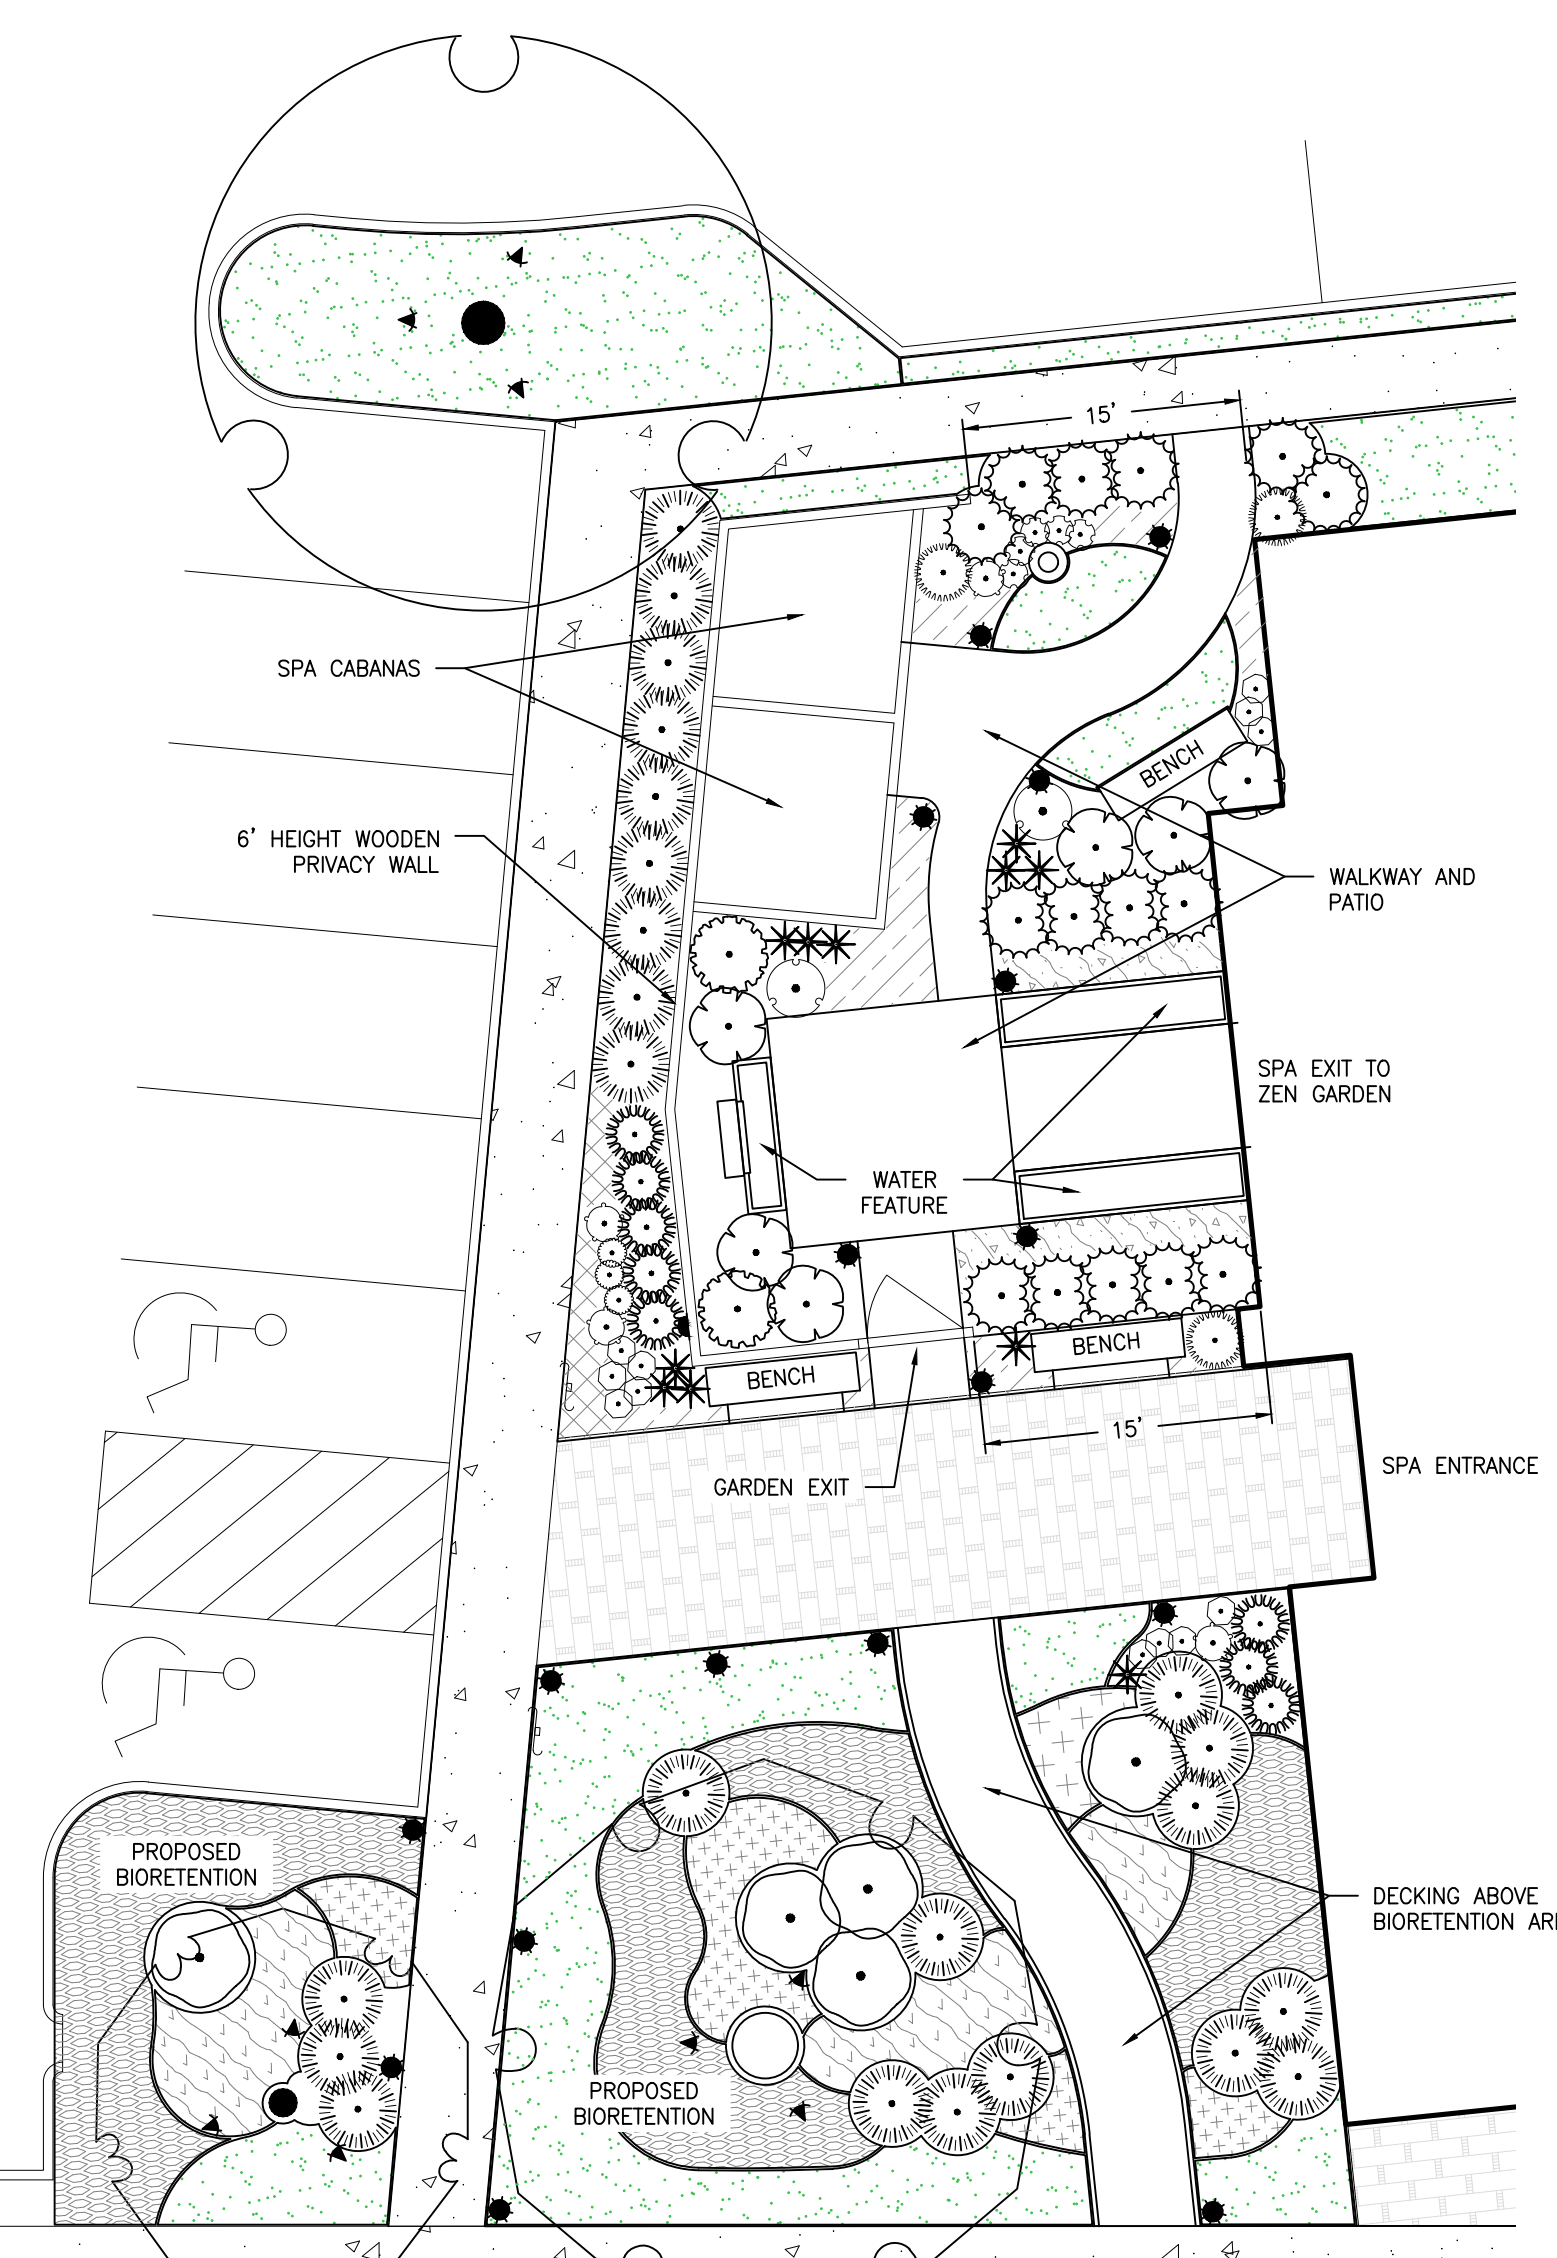 15'
SPA CABANAS
BENCH
6' HEIGHT WOODEN
PRIVACY WALL
WALKWAY AND
PATIO
SPA EXIT TO
ZEN GARDEN
WATER
FEATURE
BENCH
BENCH
15'
GARDEN EXIT
SPA ENTRANCE
PROPOSED
BIORETENTION
DECKING ABOVE
BIORETENTION
PROPOSED
BIORETENTION